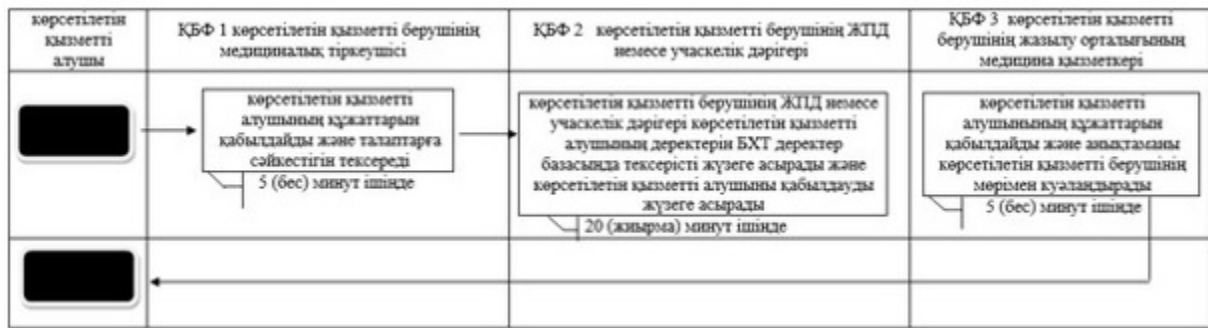 көрсетілетін
қызметті
алушы
ҚБФ 1 көрсетілетін қызметті берушінің
медициналық тіркеушісі
ҚБФ 2 көрсетілетін қызметті берушінің ЖПД
немесе учаскелік дәрігері
ҚБФ 3 көрсетілетін қызметті
берушінің жазылу орталығының
медицина қызметкері
көрсетілетін қызметті
алушының құжаттарын
қабылдайды және талаптарға
сәйкестігін тексереді
5 (бес) минут ішінде
көрсетілетін қызметті берушінің ЖПД немесе
учаскелік дәрігері көрсетілетін қызметті
алушының деректерін БХТ деректер
базасында тексерісті жүзеге асырады және
көрсетілетін қызметті алушыны қабылдауды
жүзеге асырады
20 (жиырма) минут ішінде
көрсетілетін қызметті
алушынының құжаттарын
қабылдайды және анықтаманы
көрсетілетін қызметті берушінің
мөрімен куәландырады
5 (бес) минут ішінде